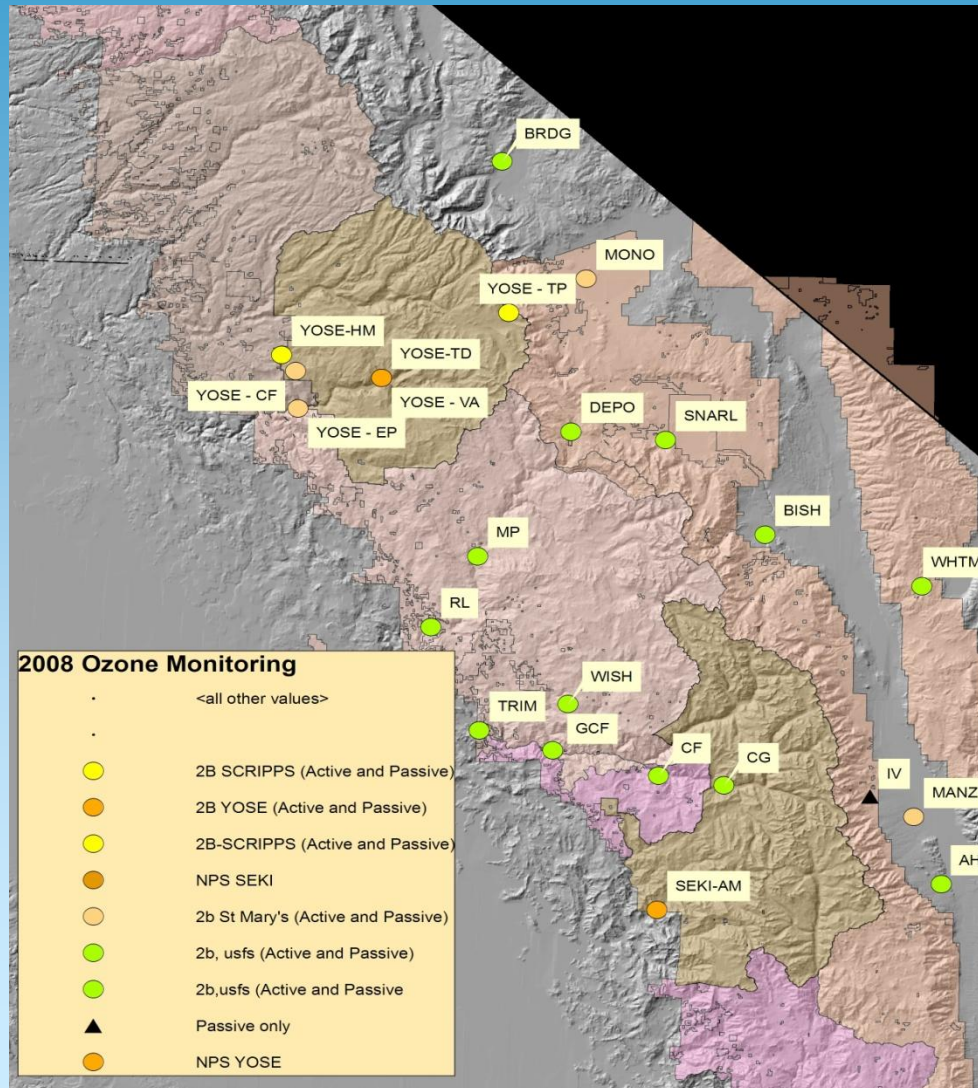 BRDG
MONO
YOSE - TP
YOSE-HM
YOSE-TD
YOSE - CF
YOSE - VA
YOSE - EP
DEPO
SNARL
BISH
MP
WHTM
RL
WISH
TRIM
GCF
CF
CG
IV
MANZ
AH
SEKI-AM
2008 Ozone Monitoring
<all other values>
2B SCRIPPS (Active and Passive)
2B YOSE (Active and Passive)
2B-SCRIPPS (Active and Passive)
NPS SEKI
2b St Mary's (Active and Passive)
2b, usfs (Active and Passive)
2b,usfs (Active and Passive
Passive only
NPS YOSE